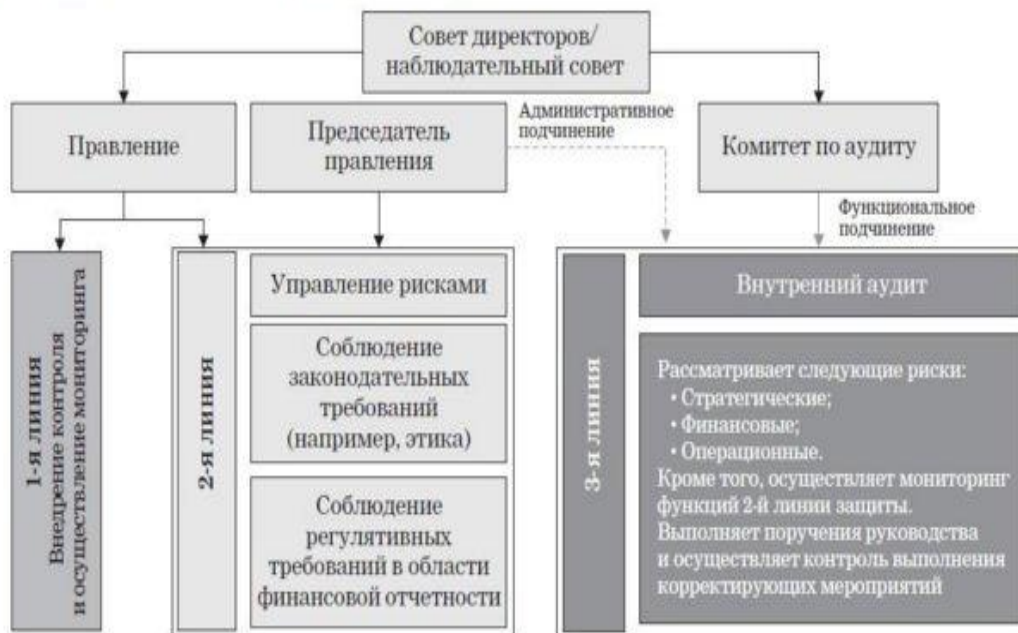 Совет директоров/
наблюдательный совет
Правление
Председатель
правления
Административное
подчинение
Комитет по аудиту
Функциональное
подчинение
1-я линия
Внедрение контроля
и осуществление мониторинга
2-я линия
Управление рисками
Соблюдение
законодательных
требований
(например, этика)
Соблюдение
регулятивных
требований в области
финансовой отчетности
3-я линия
Внутренний аудит
Рассматривает следующие риски:
• Стратегические;
• Финансовые;
• Операционные.
Кроме того, осуществляет мониторинг
функций 2-й линии защиты.
Выполняет поручения руководства
и осуществляет контроль выполнения
корректирующих мероприятий